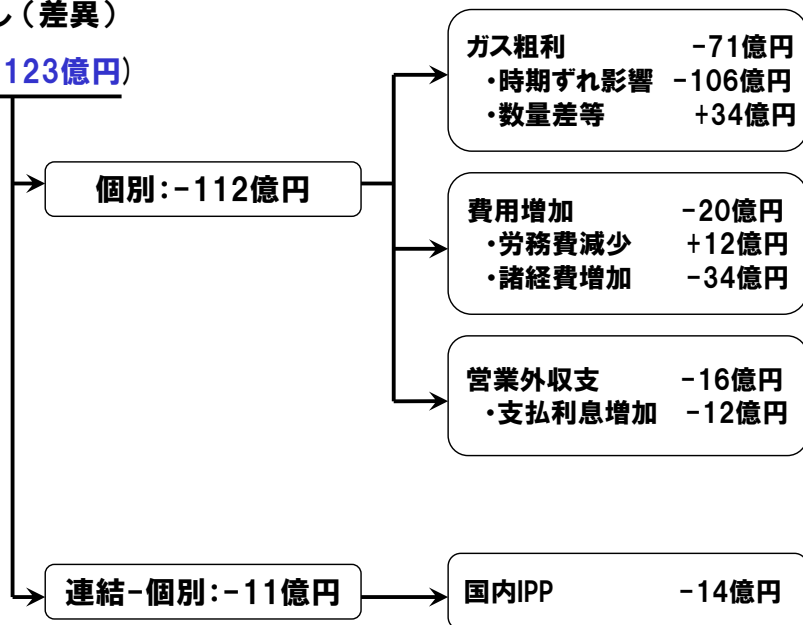 し（差異）
123億円)
個別：-112億円
ガス粗利 -71億円
・時期ずれ影響 -106億円
・数量差等 +34億円
費用増加 -20億円
・労務費減少 +12億円
・諸経費増加 -34億円
営業外収支 -16億円
・支払利息増加 -12億円
連結-個別：-11億円
国内IPP -14億円